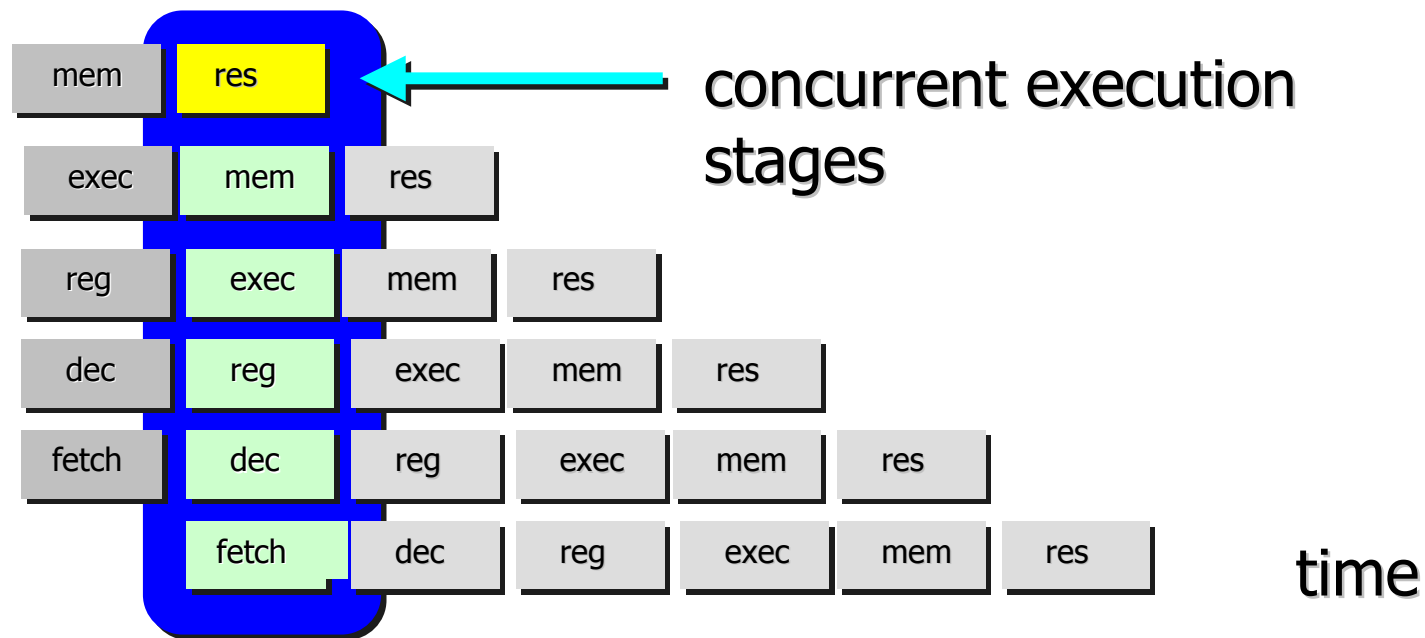 mem res
concurrent execution
stages
exec mem res
reg exec mem res
dec reg exec mem res
fetch dec reg exec mem res
fetch dec reg exec mem res
time